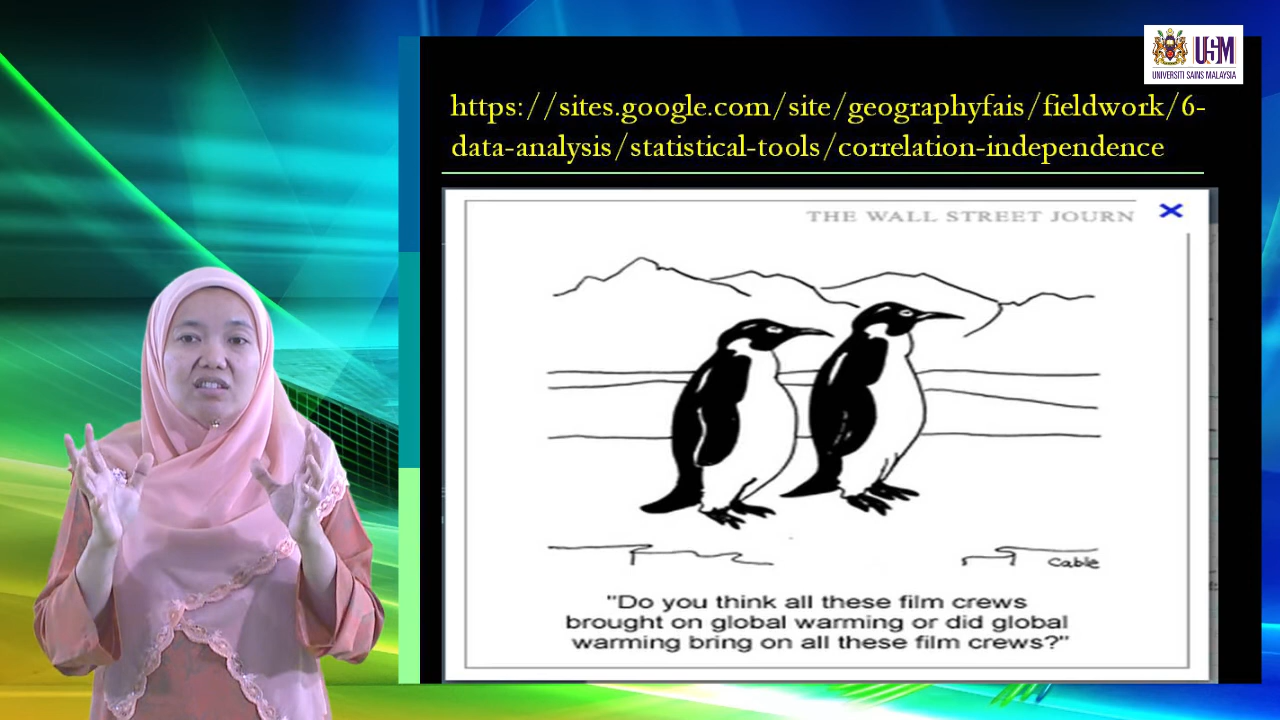 USM
UNIVERSITI SAINS MALAYSIA
https://sites.google.com/site/geographyfais/fieldwork/6-
data-analysis/statistical-tools/correlation-independence
THE WALL STREET JOURN
Cable
"Do you think all these film crews
brought on global warming or did global
warming bring on all these film crews?"